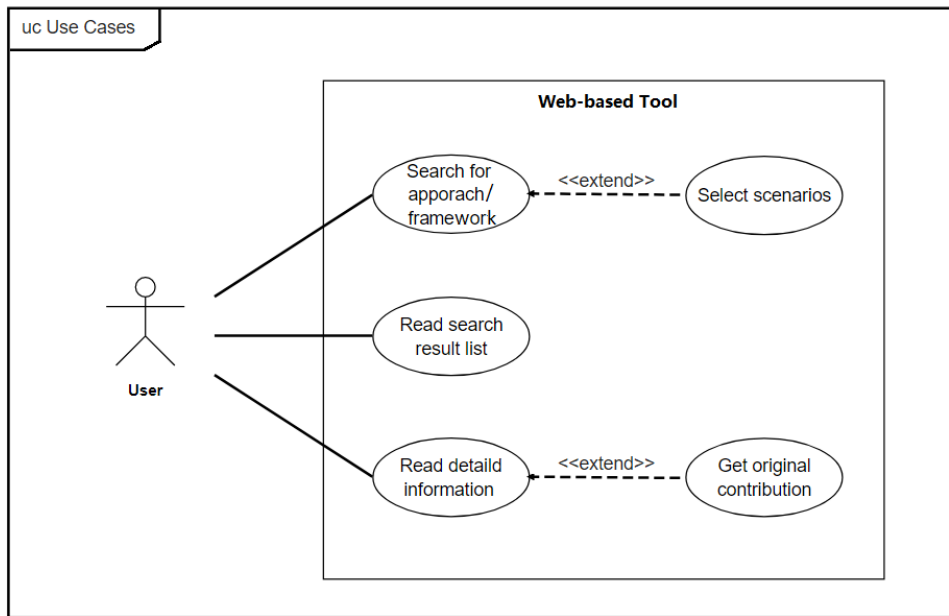 uc Use Cases
Web-based Tool
Search for
apporach/
framework
<<extend>>
Select scenarios
Read search
result list
User
Read detaild
information
<<extend>>
Get original
contribution